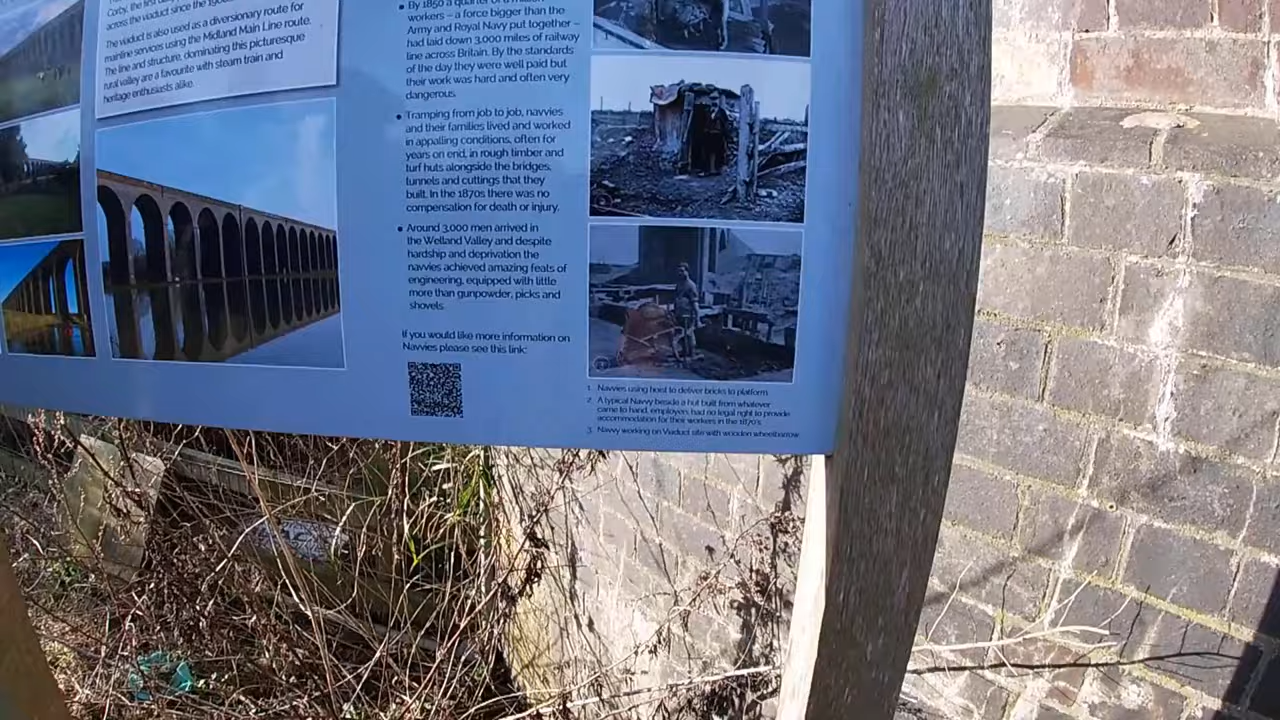 Corby, the first
across the viaduct since the
The viaduct is also used as a diversionary route for
mainline services using the Midland Main Line route.
The line and structure, dominating this picturesque
rural valley are a favourite with steam train and
heritage enthusiasts alike.
By 1850 a quarter of a million
workers – a force bigger than the
Army and Royal Navy put together –
had laid down 3,000 miles of railway
line across Britain. By the standards
of the day they were well paid but
their work was hard and often very
dangerous.
Tramping from job to job, navvies
and their families lived and worked
in appalling conditions, often for
years on end, in rough timber and
turf huts alongside the bridges,
tunnels and cuttings that they
built. In the 1870s there was no
compensation for death or injury.
Around 3,000 men arrived in
the Welland Valley and despite
hardship and deprivation the
navvies achieved amazing feats of
engineering, equipped with little
more than gunpowder, picks and
shovels.
If you would like more information on
Navvies please see this link:
1. Navvies using hoist to deliver bricks to platform.
2. A typical Navvy beside a hut built from whatever
came to hand, employers had no legal right to provide
accommodation for their workers in the 1870's
3. Navvy working on Viaduct site with wooden wheelbarrow